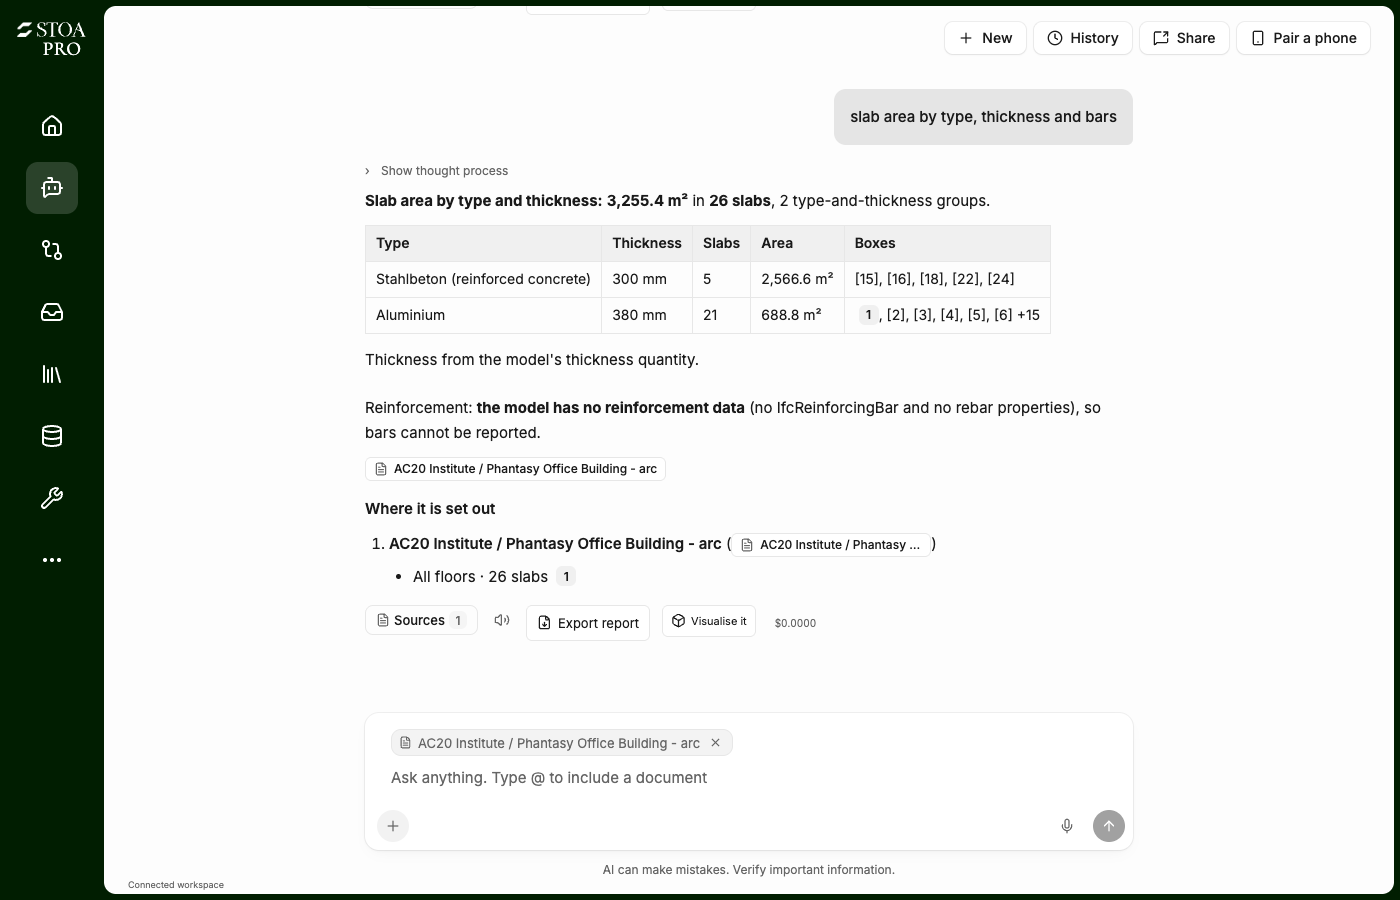 STOA
PRO
New
History
Share
Pair a phone
slab area by type, thickness and bars
Show thought process
Slab area by type and thickness: 3,255.4 m² in 26 slabs, 2 type-and-thickness groups.
Type Thickness Slabs Area Boxes
Stahlbeton (reinforced concrete) 300 mm 5 2,566.6 m² [15], [16], [18], [22], [24]
Aluminium 380 mm 21 688.8 m² 1, [2], [3], [4], [5], [6] +15
Thickness from the model's thickness quantity.
Reinforcement: the model has no reinforcement data (no IfcReinforcingBar and no rebar properties), so
bars cannot be reported.
AC20 Institute / Phantasy Office Building - arc
Where it is set out
1. AC20 Institute / Phantasy Office Building - arc (AC20 Institute / Phantasy ...)
• All floors · 26 slabs 1
Sources 1
Export report
Visualise it
$0.0000
AC20 Institute / Phantasy Office Building - arc ×
Ask anything. Type @ to include a document
AI can make mistakes. Verify important information.
Connected workspace